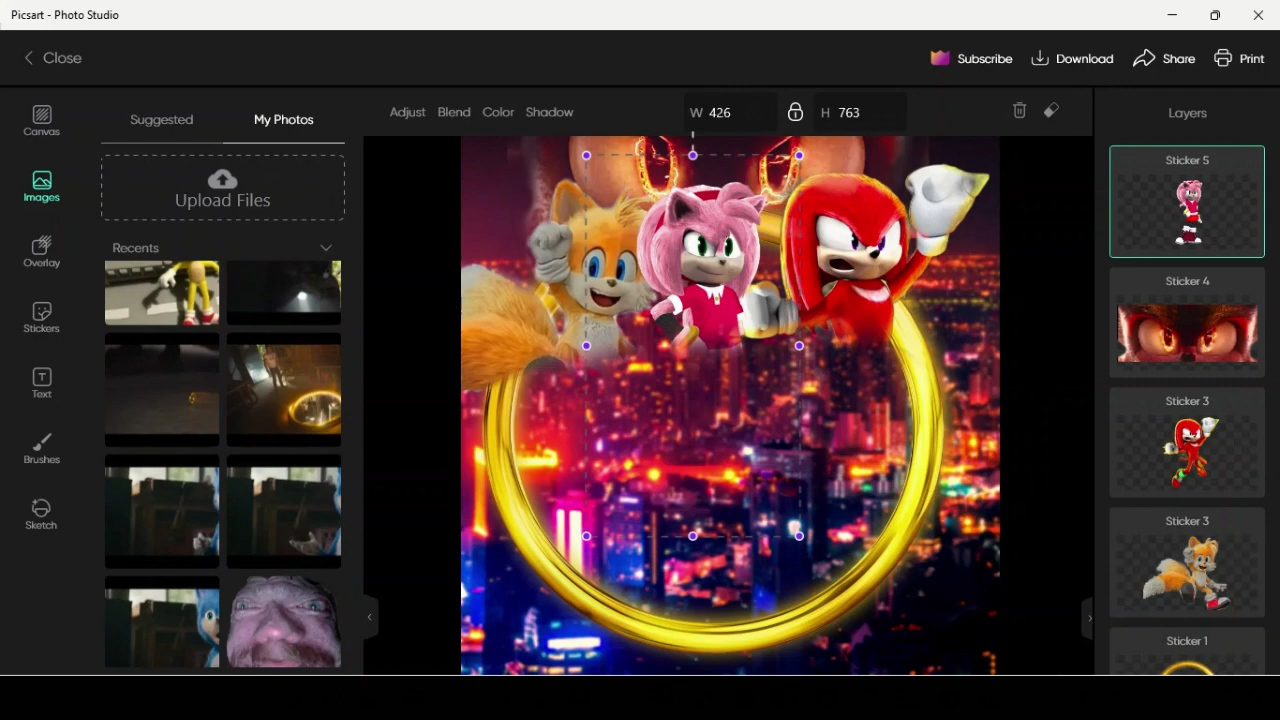 Picsart - Photo Studio
Close
Subscribe
Download
Share
Print
Canvas
Images
Overlay
Stickers
Text
Brushes
Sketch
Suggested
My Photos
Upload Files
Recents
Adjust
Blend
Color
Shadow
W 426
H 763
Layers
Sticker 5
Sticker 4
Sticker 3
Sticker 3
Sticker 1